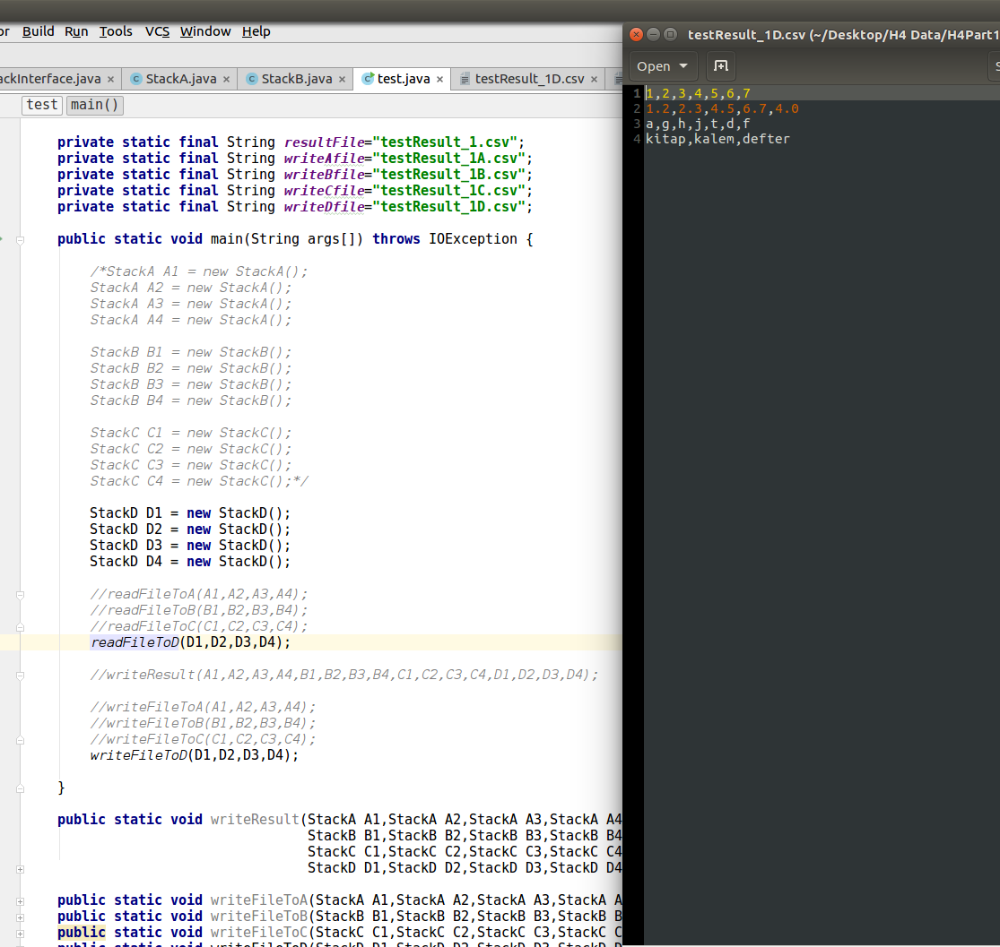 or Build Run Tools VCS Window Help
ackInterface.java × StackA.java × StackB.java × test.java × testResult_1D.csv ×
test main()
private static final String resultFile="testResult_1.csv";
private static final String writeAfile="testResult_1A.csv";
private static final String writeBfile="testResult_1B.csv";
private static final String writeCfile="testResult_1C.csv";
private static final String writeDfile="testResult_1D.csv";
public static void main(String args[]) throws IOException {
/*StackA A1 = new StackA();
StackA A2 = new StackA();
StackA A3 = new StackA();
StackA A4 = new StackA();
StackB B1 = new StackB();
StackB B2 = new StackB();
StackB B3 = new StackB();
StackB B4 = new StackB();
StackC C1 = new StackC();
StackC C2 = new StackC();
StackC C3 = new StackC();
StackC C4 = new StackC();*/
StackD D1 = new StackD();
StackD D2 = new StackD();
StackD D3 = new StackD();
StackD D4 = new StackD();
//readFileToA(A1,A2,A3,A4);
//readFileToB(B1,B2,B3,B4);
//readFileToC(C1,C2,C3,C4);
readFileToD(D1,D2,D3,D4);
//writeResult(A1,A2,A3,A4,B1,B2,B3,B4,C1,C2,C3,C4,D1,D2,D3,D4);
//writeFileToA(A1,A2,A3,A4);
//writeFileToB(B1,B2,B3,B4);
//writeFileToC(C1,C2,C3,C4);
writeFileToD(D1,D2,D3,D4);
}
public static void writeResult(StackA A1,StackA A2,StackA A3,StackA A4
StackB B1,StackB B2,StackB B3,StackB B4
StackC C1,StackC C2,StackC C3,StackC C4
StackD D1,StackD D2,StackD D3,StackD D4
public static void writeFileToA(StackA A1,StackA A2,StackA A3,StackA A
public static void writeFileToB(StackB B1,StackB B2,StackB B3,StackB B
public static void writeFileToC(StackC C1,StackC C2,StackC C3,StackC C
public static void writeFileToD(StackD D1,StackD D2,StackD D3,StackD D
testResult_1D.csv (~/Desktop/H4 Data/H4Part1
Open S
1 1,2,3,4,5,6,7
2 1.2,2.3,4.5,6.7,4.0
3 a,g,h,j,t,d,f
4 kitap,kalem,defter